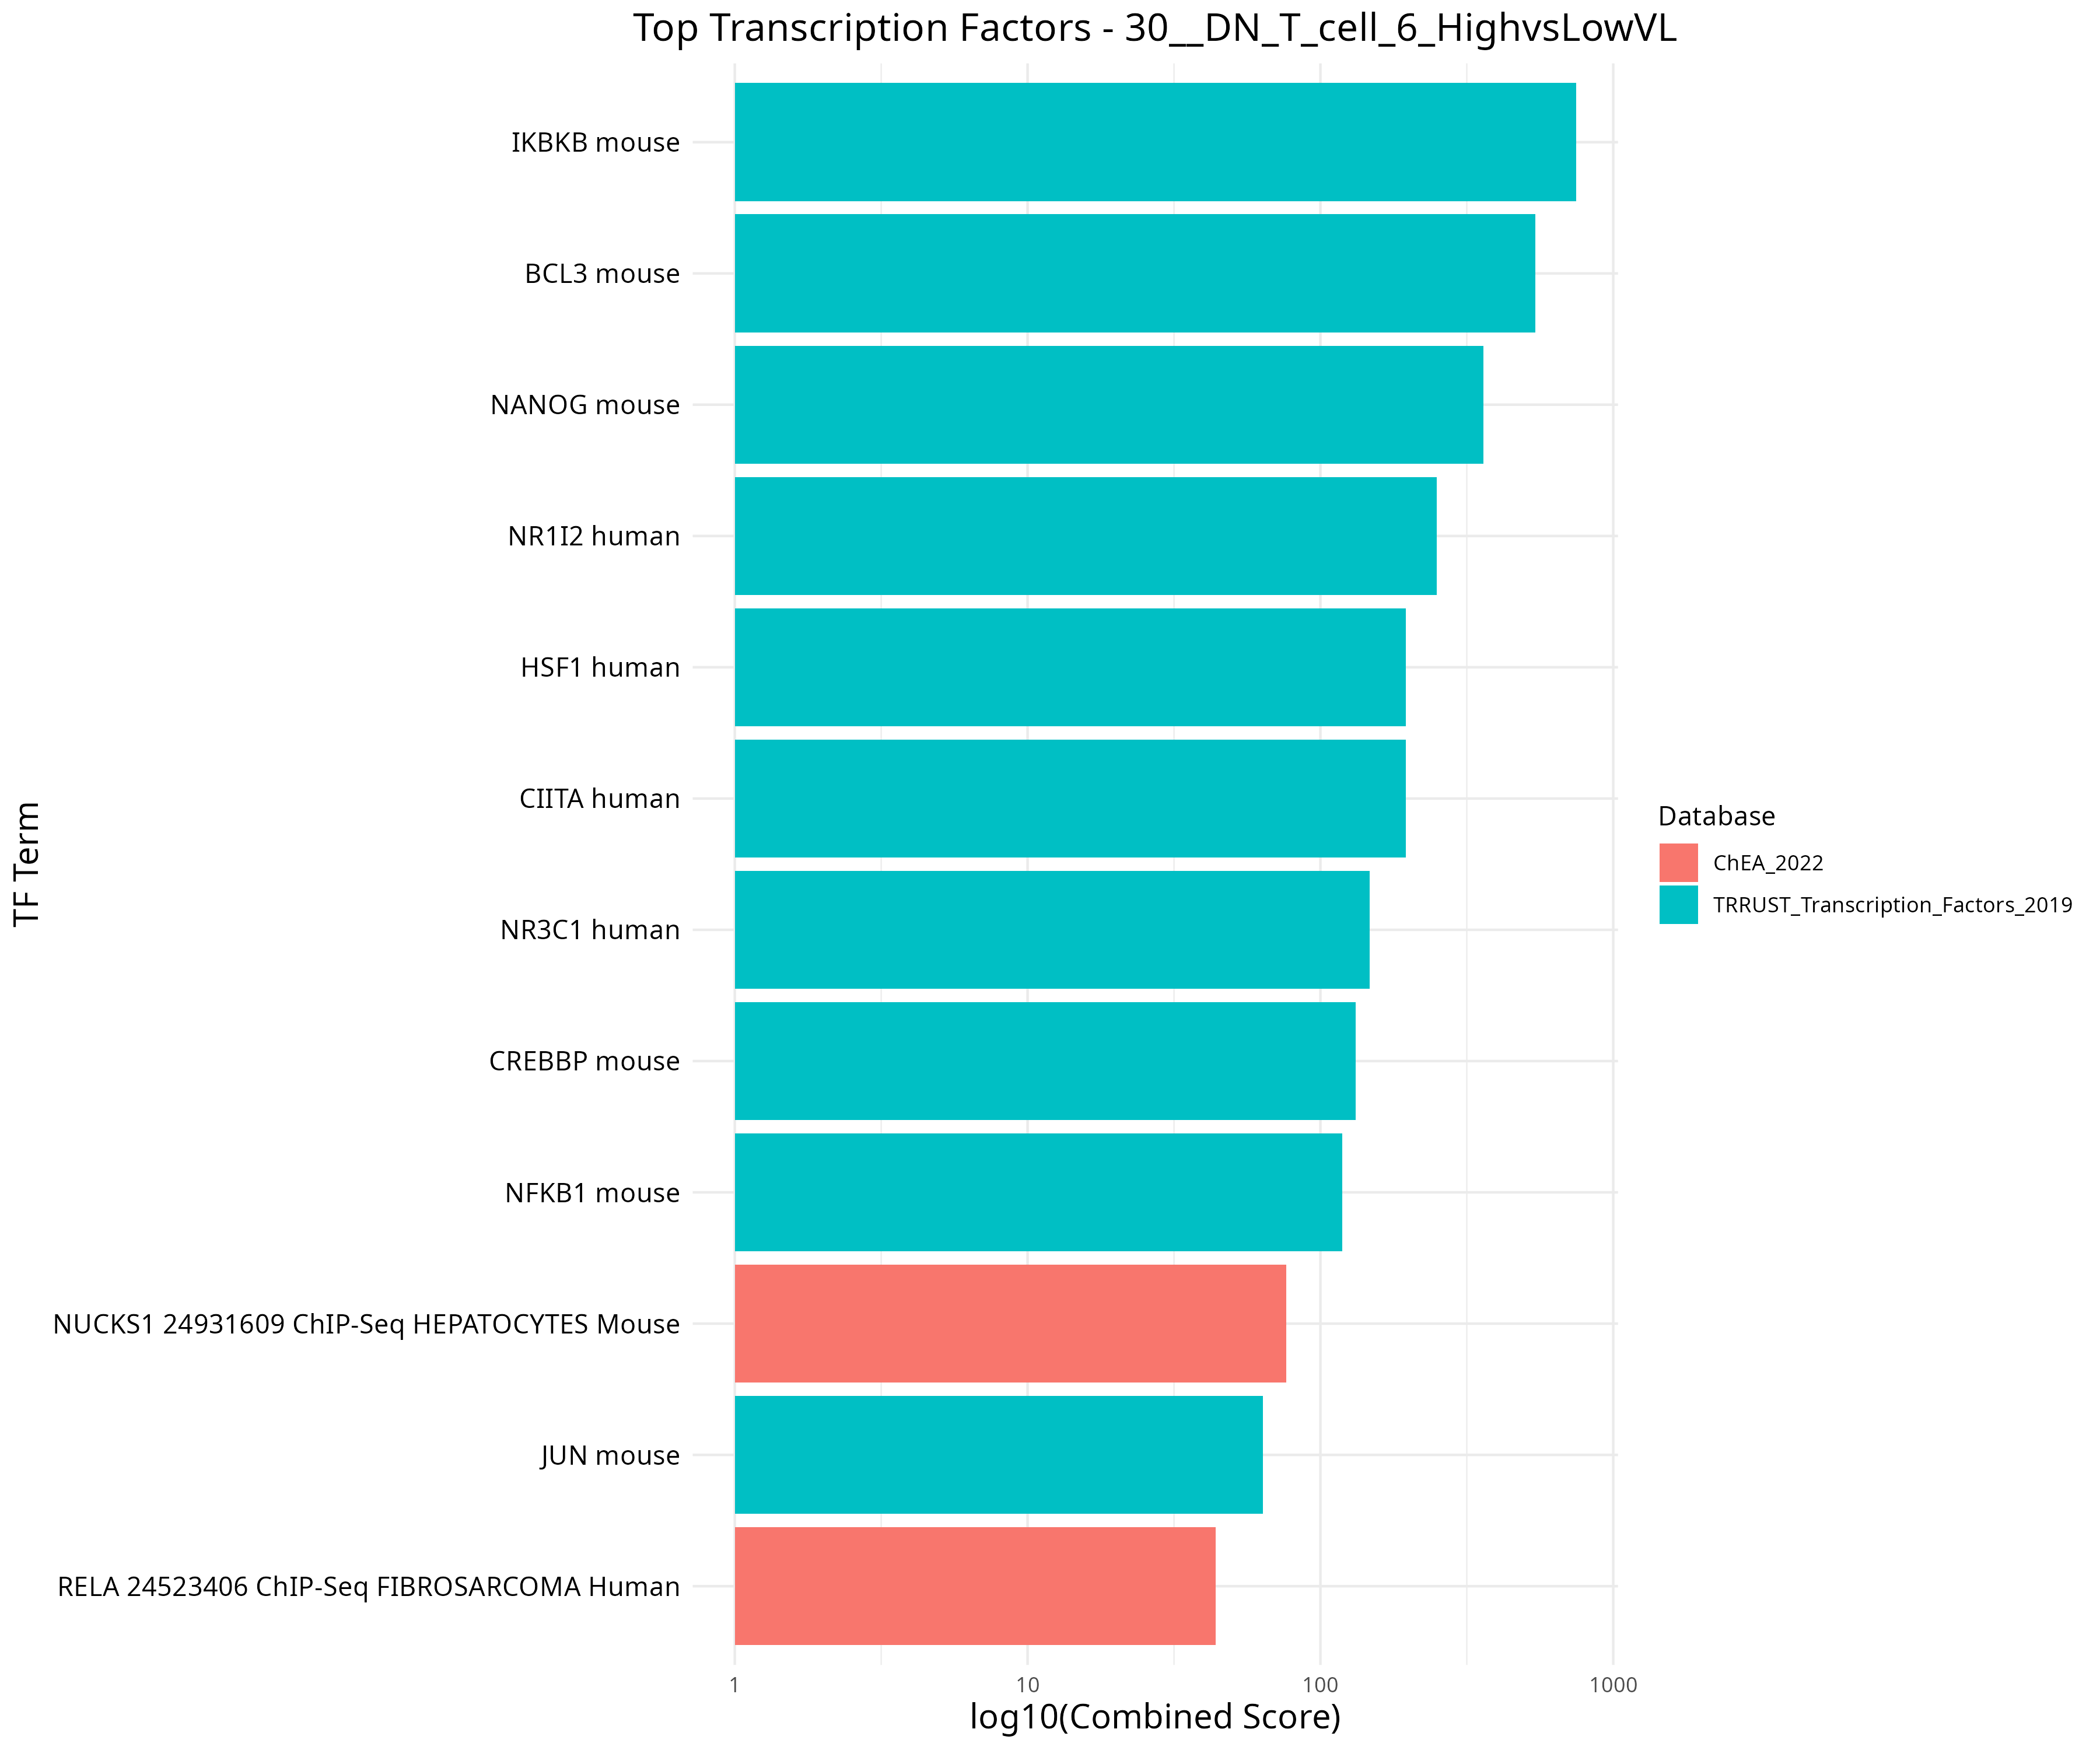 Top Transcription Factors - 30__DN_T_cell_6_HighvsLowVL
TF Term
IKBKB mouse
BCL3 mouse
NANOG mouse
NR1I2 human
HSF1 human
CIITA human
NR3C1 human
CREBBP mouse
NFKB1 mouse
NUCKS1 24931609 ChIP-Seq HEPATOCYTES Mouse
JUN mouse
RELA 24523406 ChIP-Seq FIBROSARCOMA Human
1 10 100 1000
log10(Combined Score)
Database
ChEA_2022
TRRUST_Transcription_Factors_2019